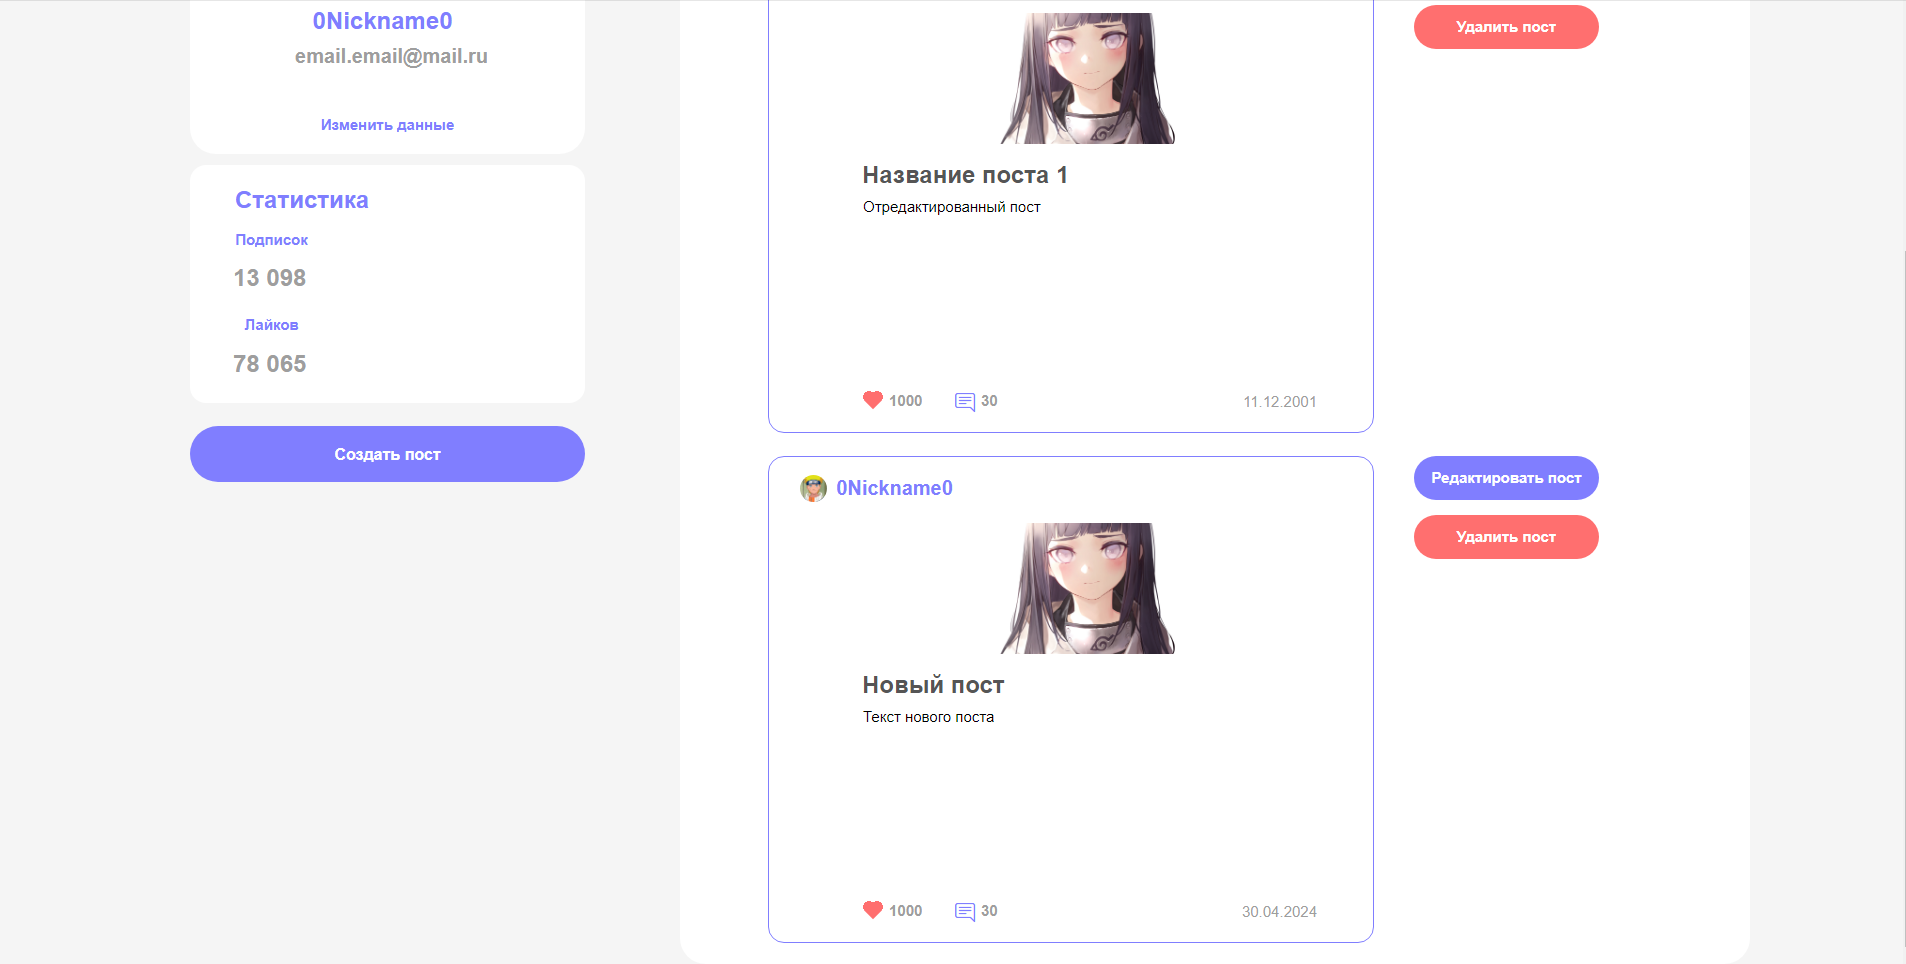 0Nickname0
email.email@mail.ru
Изменить данные
Статистика
Подписок
13 098
Лайков
78 065
Создать пост
Название поста 1
Отредактированный пост
1000
30
11.12.2001
Удалить пост
0Nickname0
Новый пост
Текст нового поста
1000
30
30.04.2024
Редактировать пост
Удалить пост